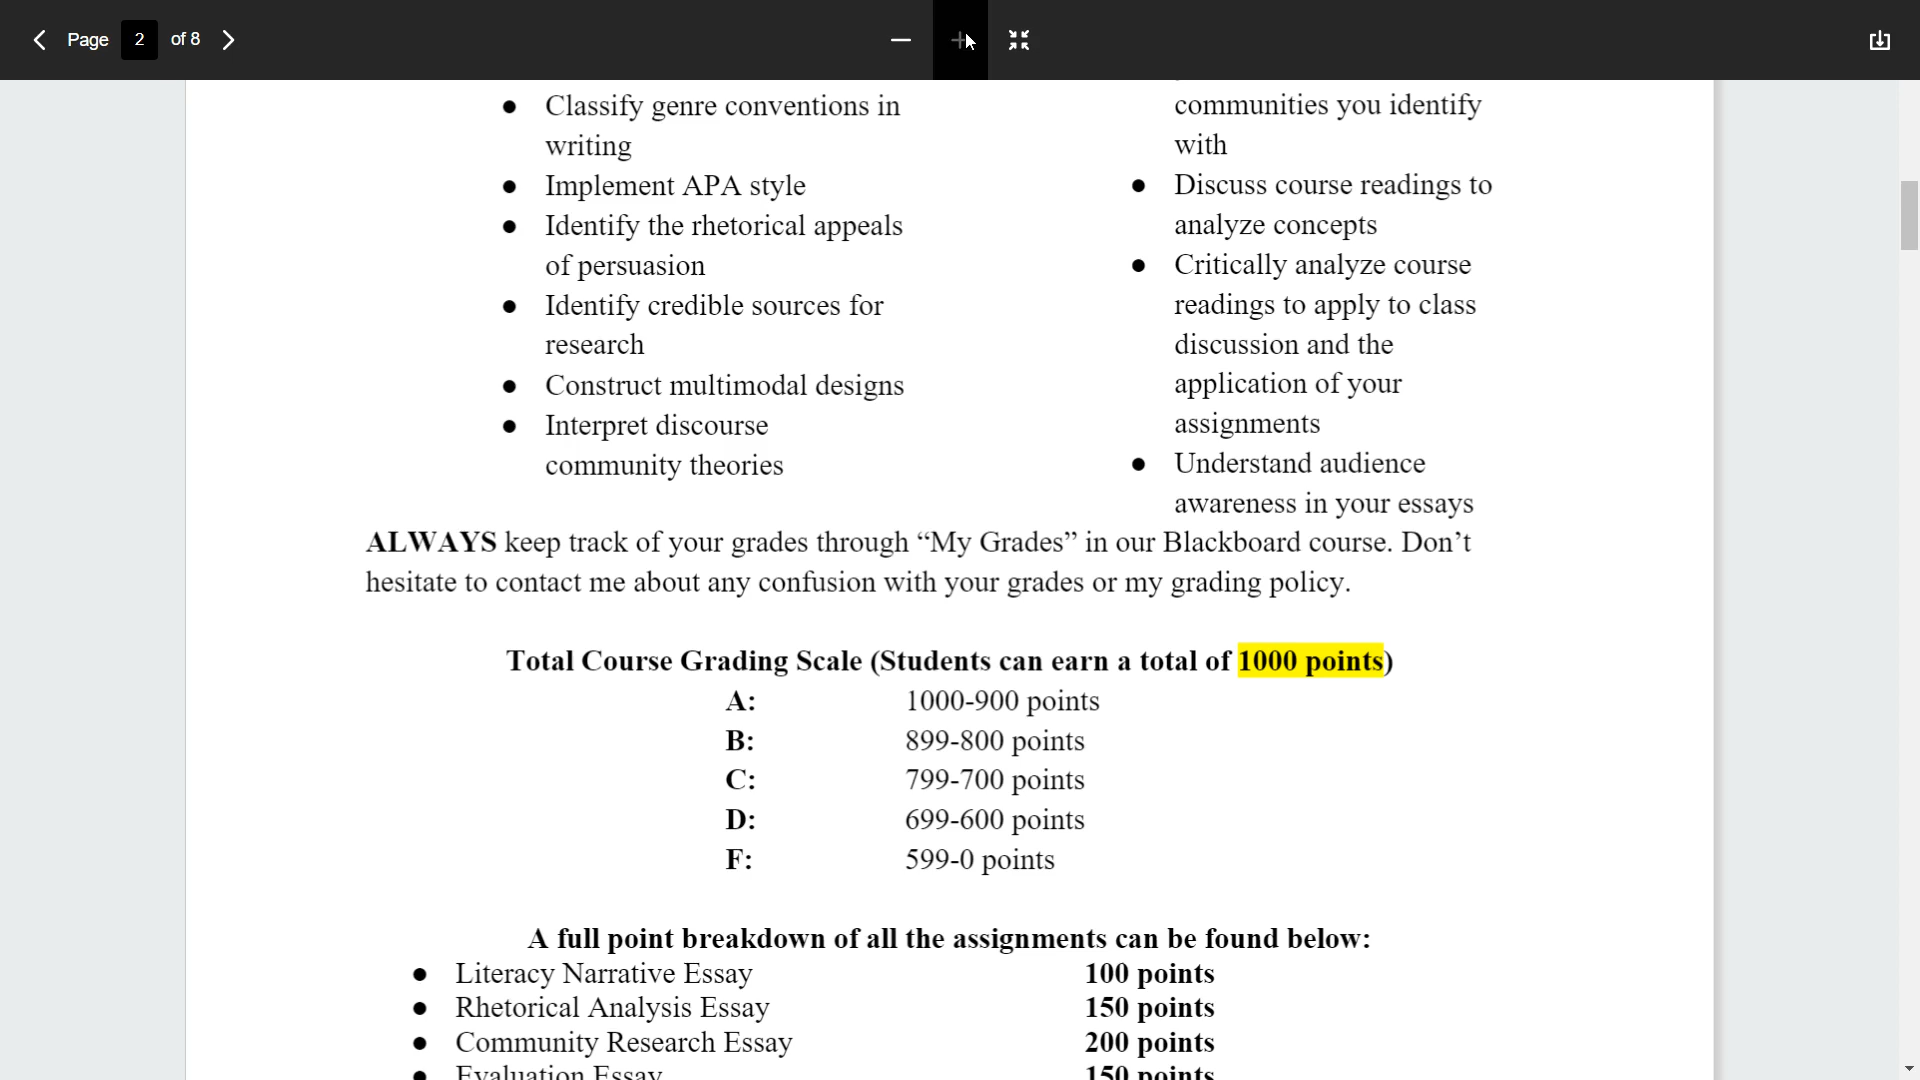 Page 2 of 8
Classify genre conventions in
writing
Implement APA style
Identify the rhetorical appeals
of persuasion
Identify credible sources for
research
Construct multimodal designs
Interpret discourse
community theories
communities you identify
with
Discuss course readings to
analyze concepts
Critically analyze course
readings to apply to class
discussion and the
application of your
assignments
Understand audience
awareness in your essays
ALWAYS keep track of your grades through “My Grades” in our Blackboard course. Don’t
hesitate to contact me about any confusion with your grades or my grading policy.
Total Course Grading Scale (Students can earn a total of 1000 points)
A: 1000-900 points
B: 899-800 points
C: 799-700 points
D: 699-600 points
F: 599-0 points
A full point breakdown of all the assignments can be found below:
Literacy Narrative Essay 100 points
Rhetorical Analysis Essay 150 points
Community Research Essay 200 points
Evaluation Essay 150 points